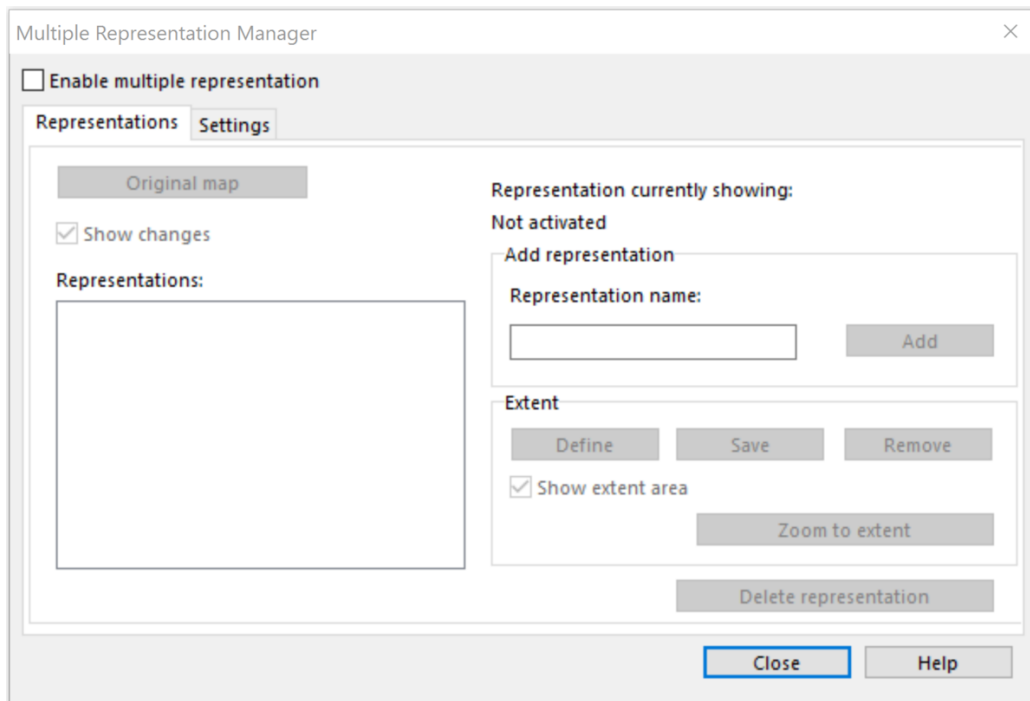 Multiple Representation Manager
Enable multiple representation
Representations
Settings
Original map
Show changes
Representations:
Representation currently showing:
Not activated
Add representation
Representation name:
Add
Extent
Define
Save
Remove
Show extent area
Zoom to extent
Delete representation
Close
Help